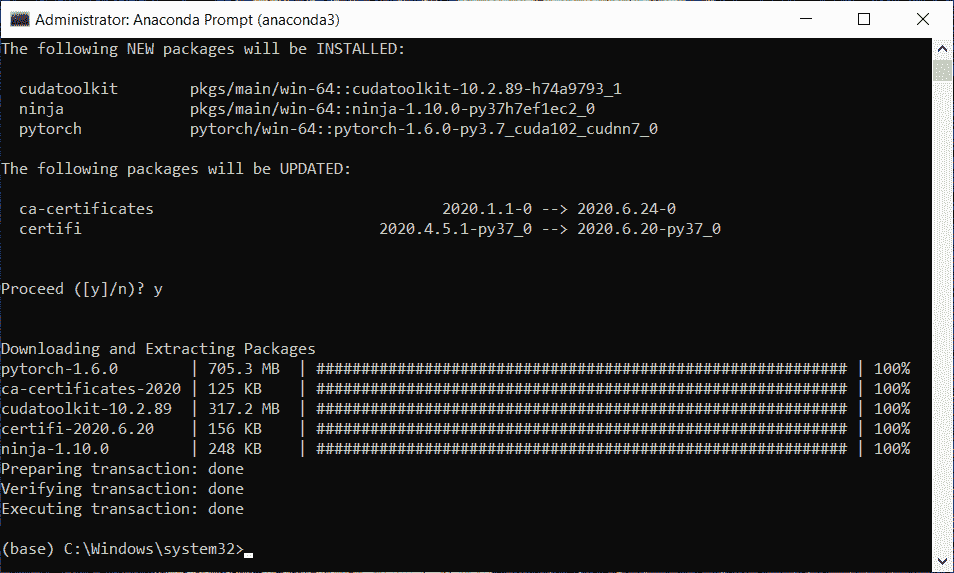 Administrator: Anaconda Prompt (anaconda3)
The following NEW packages will be INSTALLED:
cudatoolkit pkgs/main/win-64::cudatoolkit-10.2.89-h74a9793_1
ninja pkgs/main/win-64::ninja-1.10.0-py37h7ef1ec2_0
pytorch pytorch/win-64::pytorch-1.6.0-py3.7_cuda102_cudnn7_0
The following packages will be UPDATED:
ca-certificates 2020.1.1-0 --> 2020.6.24-0
certifi 2020.4.5.1-py37_0 --> 2020.6.20-py37_0
Proceed ([y]/n)? y
Downloading and Extracting Packages
pytorch-1.6.0 | 705.3 MB | ########################################################### | 100%
ca-certificates-2020 | 125 KB | ########################################################### | 100%
cudatoolkit-10.2.89 | 317.2 MB | ########################################################### | 100%
certifi-2020.6.20 | 156 KB | ########################################################### | 100%
ninja-1.10.0 | 248 KB | ########################################################### | 100%
Preparing transaction: done
Verifying transaction: done
Executing transaction: done
(base) C:\Windows\system32>